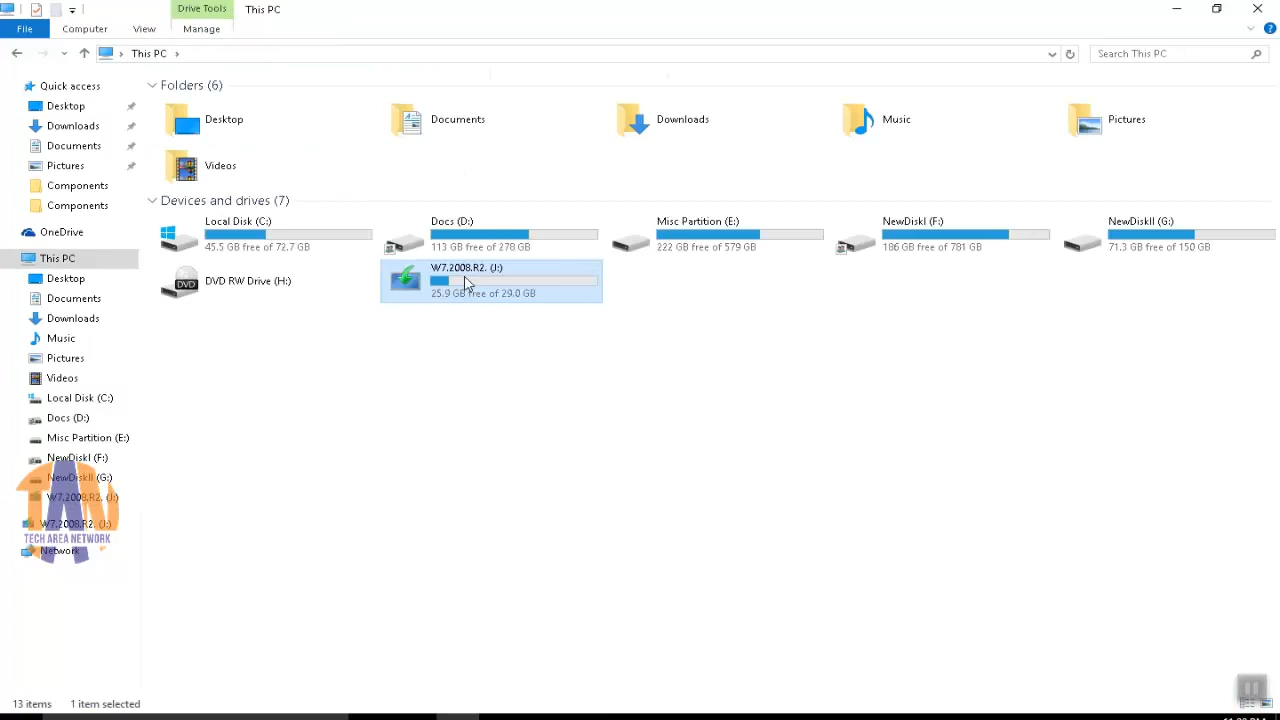 Drive Tools
This PC
File
Computer
View
Manage
This PC
Search This PC
Quick access
Desktop
Downloads
Documents
Pictures
Components
Components
OneDrive
This PC
Desktop
Documents
Downloads
Music
Pictures
Videos
Local Disk (C:)
Docs (D:)
Misc Partition (E:)
NewDiskI (F:)
NewDiskII (G:)
W7.2008.R2. (J:)
W7.2008.R2. (J:)
Network
TECH AREA NETWORK
Folders (6)
Desktop
Documents
Downloads
Music
Pictures
Videos
Devices and drives (7)
Local Disk (C:)
45.5 GB free of 72.7 GB
Docs (D:)
113 GB free of 278 GB
Misc Partition (E:)
222 GB free of 579 GB
NewDiskI (F:)
186 GB free of 781 GB
NewDiskII (G:)
71.3 GB free of 150 GB
DVD
DVD RW Drive (H:)
W7.2008.R2. (J:)
25.9 GB free of 29.0 GB
13 items
1 item selected